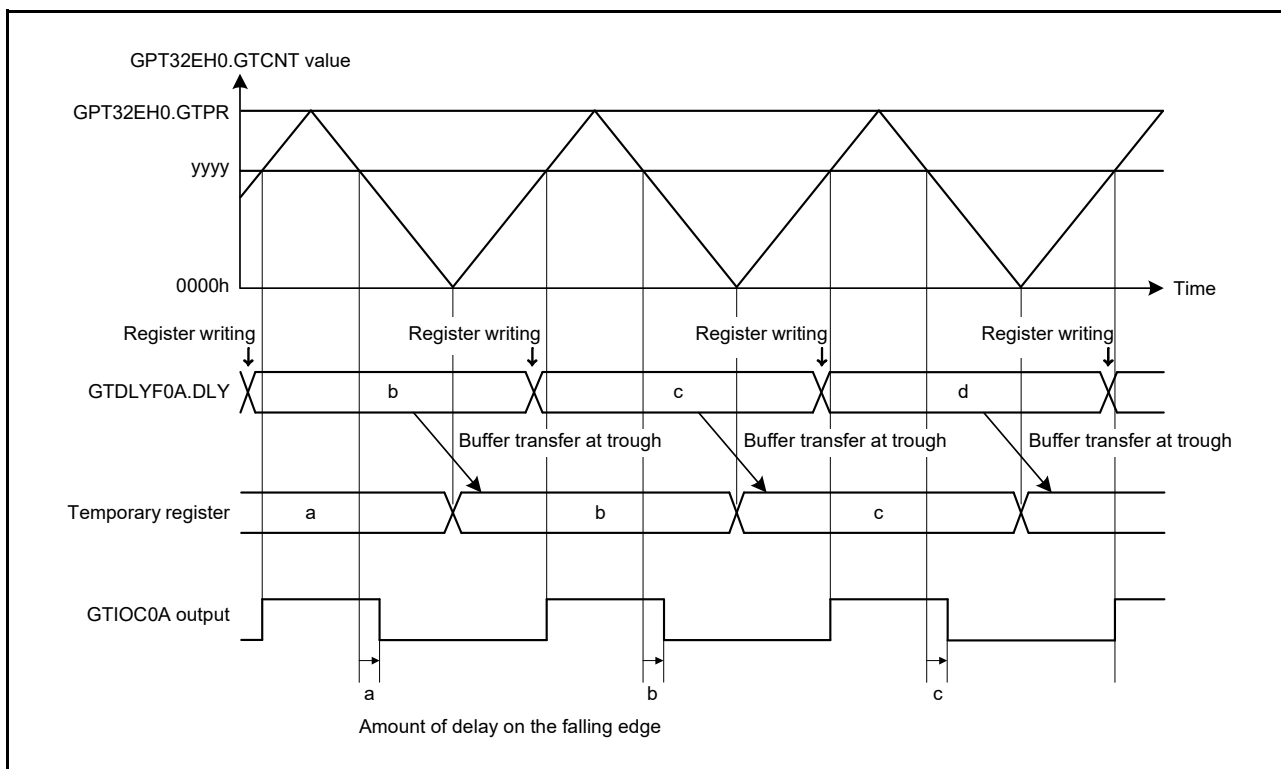 GPT32EH0.GTCNT value
GPT32EH0.GTPR
yyyy
0000h
Time
Register writing Register writing Register writing Register writing
GTDLYF0A.DLY b c d
Buffer transfer at trough Buffer transfer at trough Buffer transfer at trough
Temporary register a b c
GTIOC0A output
a b c
Amount of delay on the falling edge